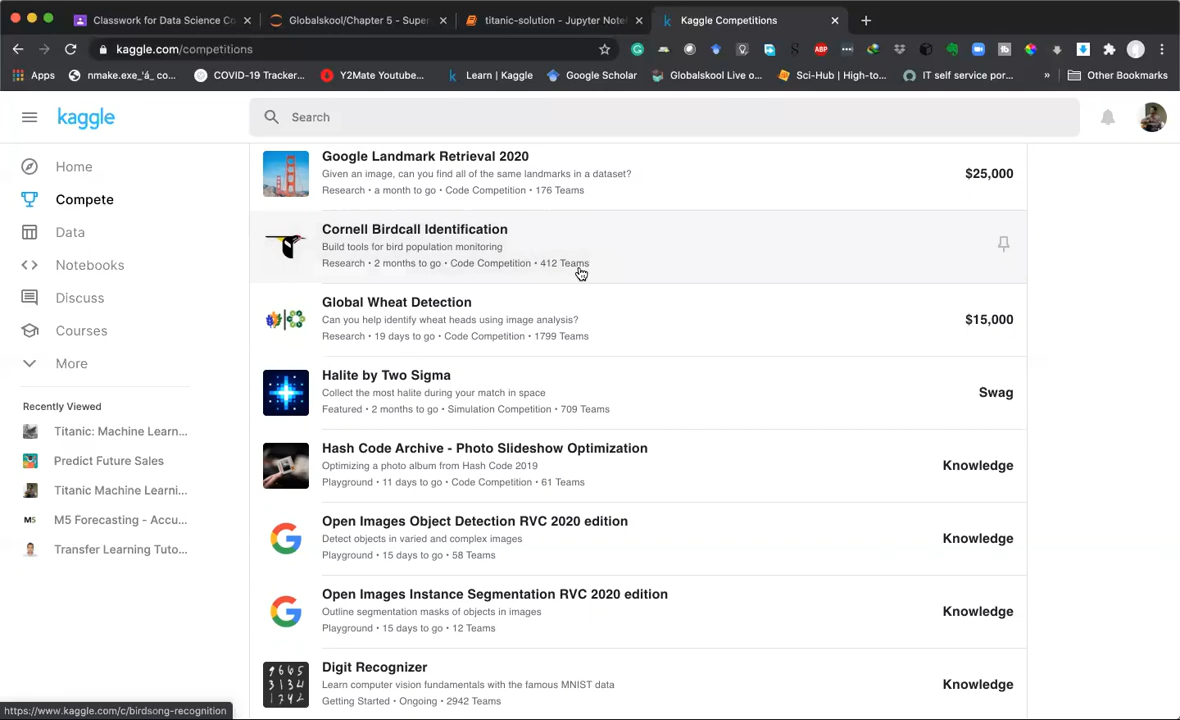 Classwork for Data Science Co
Globalskool/Chapter 5 - Super
titanic-solution - Jupyter Note
Kaggle Competitions
kaggle.com/competitions
Apps
nmake.exe_'á_ co...
COVID-19 Tracker...
Y2Mate Youtube...
Learn | Kaggle
Google Scholar
Globalskool Live o...
Sci-Hub | High-to...
IT self service por...
»
Other Bookmarks
kaggle
Search
Home
Compete
Data
Notebooks
Discuss
Courses
More
Recently Viewed
Titanic: Machine Learn...
Predict Future Sales
Titanic Machine Learni...
M5 Forecasting - Accu...
Transfer Learning Tuto...
Google Landmark Retrieval 2020
Given an image, can you find all of the same landmarks in a dataset?
Research • a month to go • Code Competition • 176 Teams
$25,000
Cornell Birdcall Identification
Build tools for bird population monitoring
Research • 2 months to go • Code Competition • 412 Teams
Global Wheat Detection
Can you help identify wheat heads using image analysis?
Research • 19 days to go • Code Competition • 1799 Teams
$15,000
Halite by Two Sigma
Collect the most halite during your match in space
Featured • 2 months to go • Simulation Competition • 709 Teams
Swag
Hash Code Archive - Photo Slideshow Optimization
Optimizing a photo album from Hash Code 2019
Playground • 11 days to go • Code Competition • 61 Teams
Knowledge
Open Images Object Detection RVC 2020 edition
Detect objects in varied and complex images
Playground • 15 days to go • 58 Teams
Knowledge
Open Images Instance Segmentation RVC 2020 edition
Outline segmentation masks of objects in images
Playground • 15 days to go • 12 Teams
Knowledge
Digit Recognizer
Learn computer vision fundamentals with the famous MNIST data
Getting Started • Ongoing • 2942 Teams
Knowledge
https://www.kaggle.com/c/birdsong-recognition